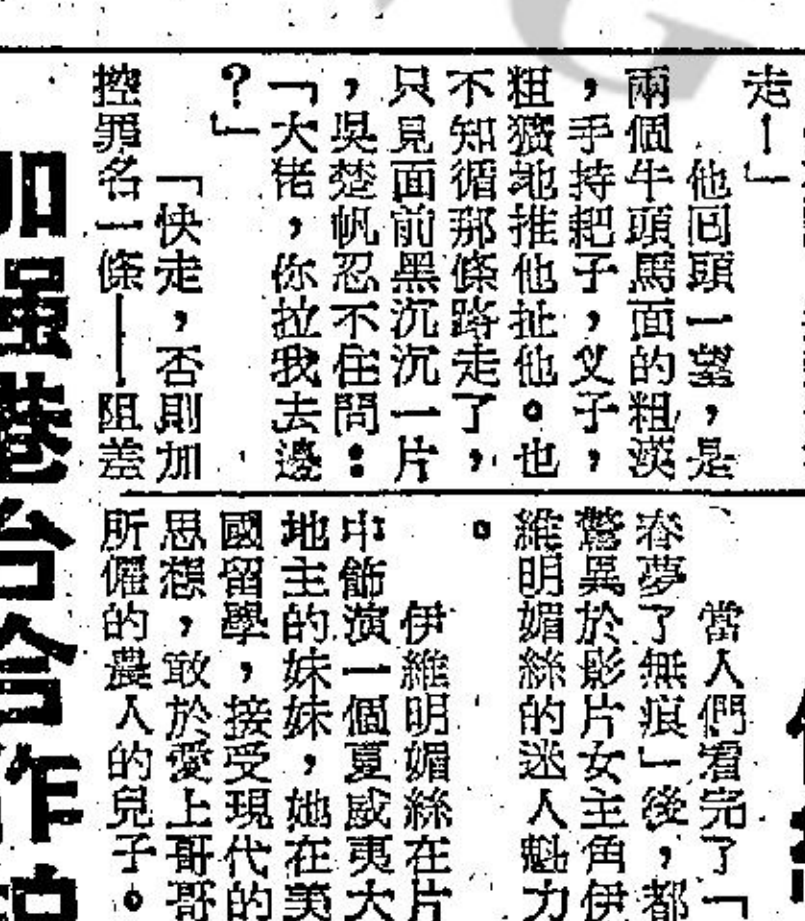 走！」
他回頭一望，是
兩個牛頭馬面的粗漢
，手持耙子，叉子，
粗獷地推他扯他。也
不知循那條路走了，
只見面前黑沉沉一片
，吳楚帆忍不住問：
「大佬，你拉我去邊
？」
「快走，否則加
控罪名一條——阻差
當人們看完了「
春夢了無痕」後，都
驚異於影片女主角伊
維明媚絲的迷人魁力
。
伊維明媚絲在片
中飾演一個夏威夷大
地主的妹妹，她在美
國留學，接受現代的
思想，敢於愛上哥哥
所僱的農人的兒子。
加强港台合作